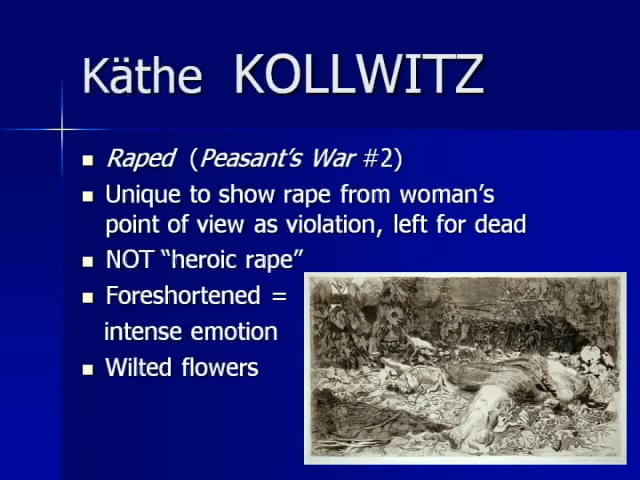 Käthe KOLLWITZ
Raped (Peasant's War #2)
Unique to show rape from woman's
point of view as violation, left for dead
NOT “heroic rape”
Foreshortened =
intense emotion
Wilted flowers